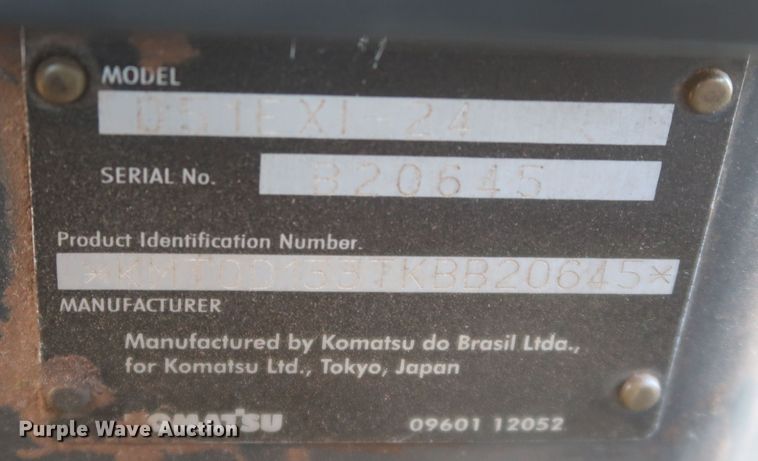 MODEL
D51EXI-24
SERIAL No.
B20645
Product Identification Number.
*KMT0D1337KBB20645*
MANUFACTURER
Manufactured by Komatsu do Brasil Ltda.,
for Komatsu Ltd., Tokyo, Japan
KOMATSU
09601 12052
Purple Wave Auction